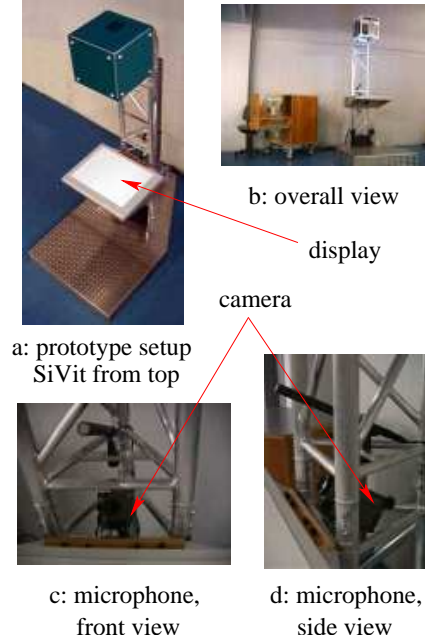 b: overall view
display
camera
a: prototype setup
SiVit from top
c: microphone,
front view
d: microphone,
side view